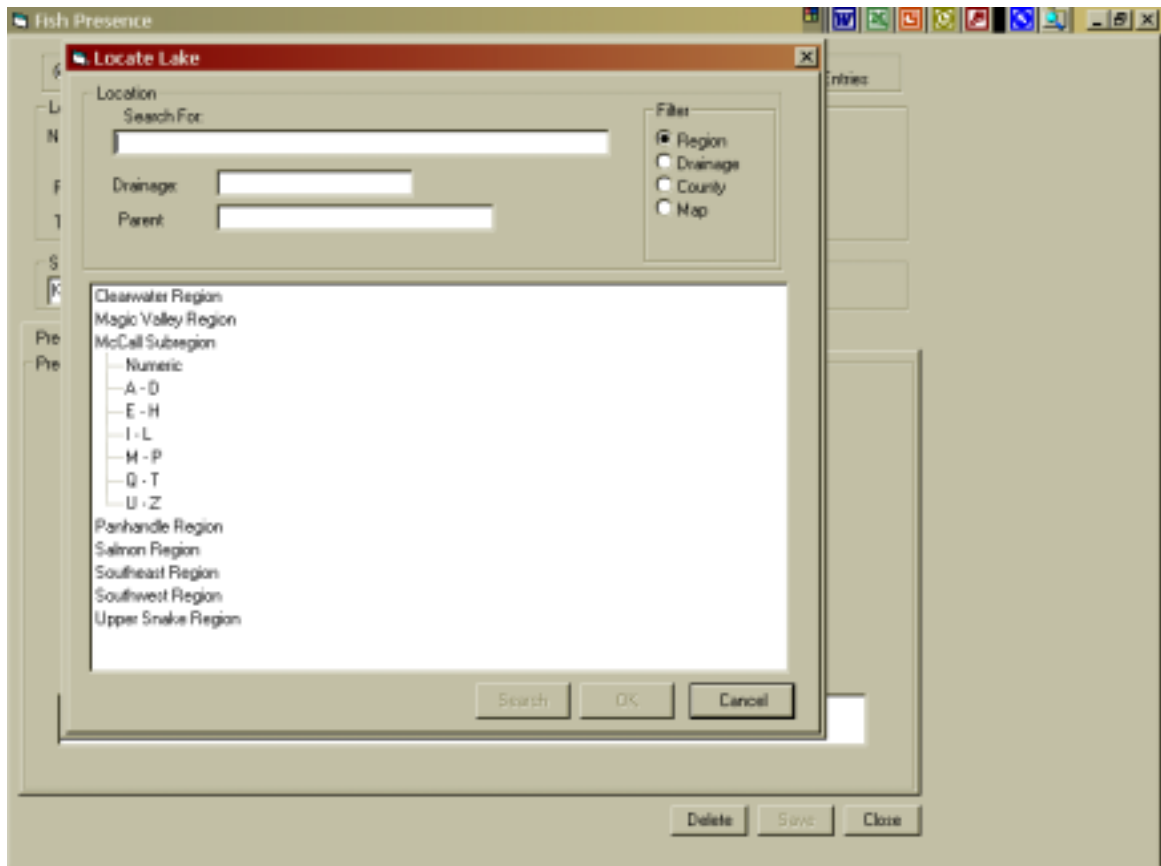 Fish Presence
Locate Lake
Entries
Location
Search For:
Filter
Region
Drainage
County
Map
Drainage:
Parent:
Clearwater Region
Magic Valley Region
McCall Subregion
Numeric
A - D
E - H
I - L
M - P
Q - T
U - Z
Panhandle Region
Salmon Region
Southeast Region
Southwest Region
Upper Snake Region
Search OK Cancel
Pre
Pre
Delete Save Close